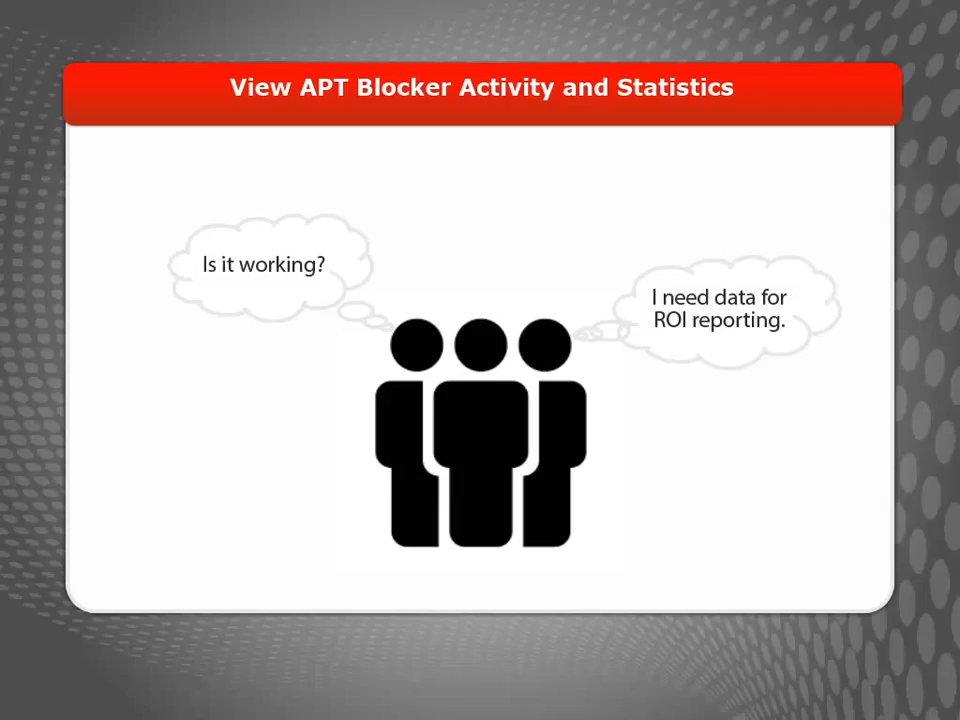 View APT Blocker Activity and Statistics
Is it working?
I need data for
ROI reporting.